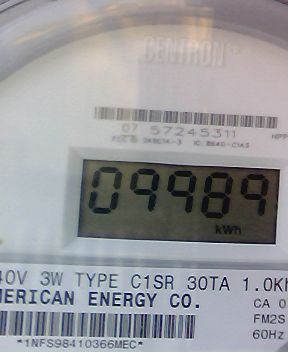 CENTRON
07 57245311
09989
kWh
40V 3W TYPE C1SR 30TA 1.0Kh
MERICAN ENERGY CO.
CA 0
FM2S
60Hz
*1NFS98410366MEC*